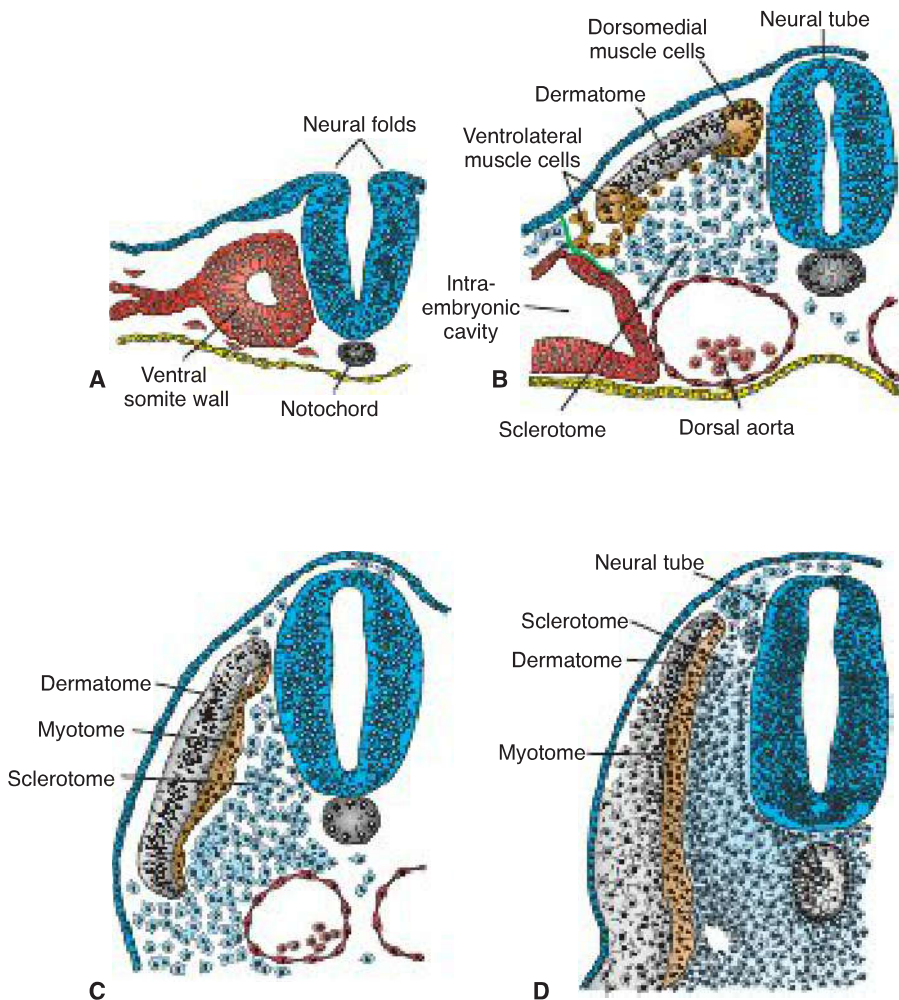 Neural folds
A
Ventral
somite wall
Notochord
Neural tube
Dorsomedial
muscle cells
Dermatome
Ventrolateral
muscle cells
Intra-
embryonic
cavity
B
Sclerotome
Dorsal aorta
Dermatome
Myotome
Sclerotome
C
Neural tube
Sclerotome
Dermatome
Myotome
D